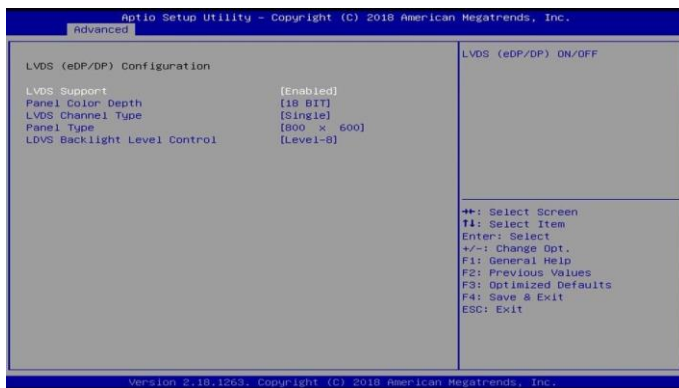 Aptio Setup Utility – Copyright (C) 2018 American Megatrends, Inc.
Advanced
LVDS (eDP/DP) Configuration
LVDS Support [Enabled]
Panel Color Depth [18 BIT]
LVDS Channel Type [Single]
Panel Type [800 x 600]
LDVS Backlight Level Control [Level-8]
LVDS (eDP/DP) ON/OFF
→←: Select Screen
↑↓: Select Item
Enter: Select
+/-: Change Opt.
F1: General Help
F2: Previous Values
F3: Optimized Defaults
F4: Save & Exit
ESC: Exit
Version 2.18.1263. Copyright (C) 2018 American Megatrends, Inc.